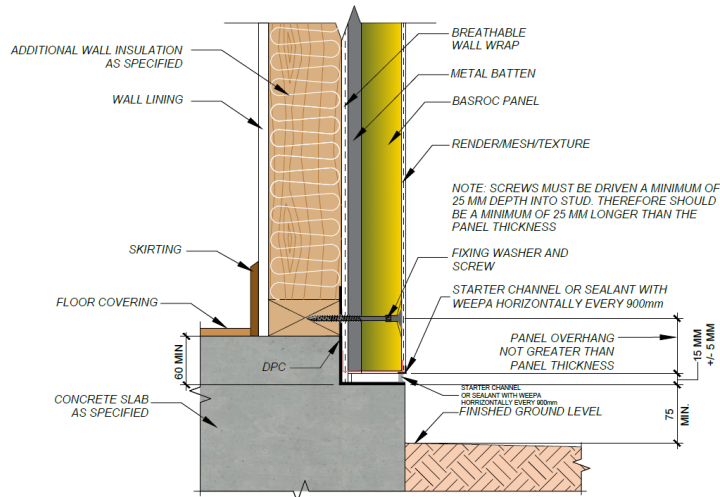 ADDITIONAL WALL INSULATION
AS SPECIFIED
WALL LINING
SKIRTING
FLOOR COVERING
60 MIN
DPC
CONCRETE SLAB
AS SPECIFIED
BREATHABLE
WALL WRAP
METAL BATTEN
BASROC PANEL
RENDER/MESH/TEXTURE
NOTE: SCREWS MUST BE DRIVEN A MINIMUM OF
25 MM DEPTH INTO STUD. THEREFORE SHOULD
BE A MINIMUM OF 25 MM LONGER THAN THE
PANEL THICKNESS
FIXING WASHER AND
SCREW
STARTER CHANNEL OR SEALANT WITH
WEEPA HORIZONTALLY EVERY 900mm
PANEL OVERHANG
NOT GREATER THAN
PANEL THICKNESS
15 MM
+/- 5 MM
STARTER CHANNEL
OR SEALANT WITH WEEPA
HORRIZONTALLY EVERY 900mm
FINISHED GROUND LEVEL
75
MIN.